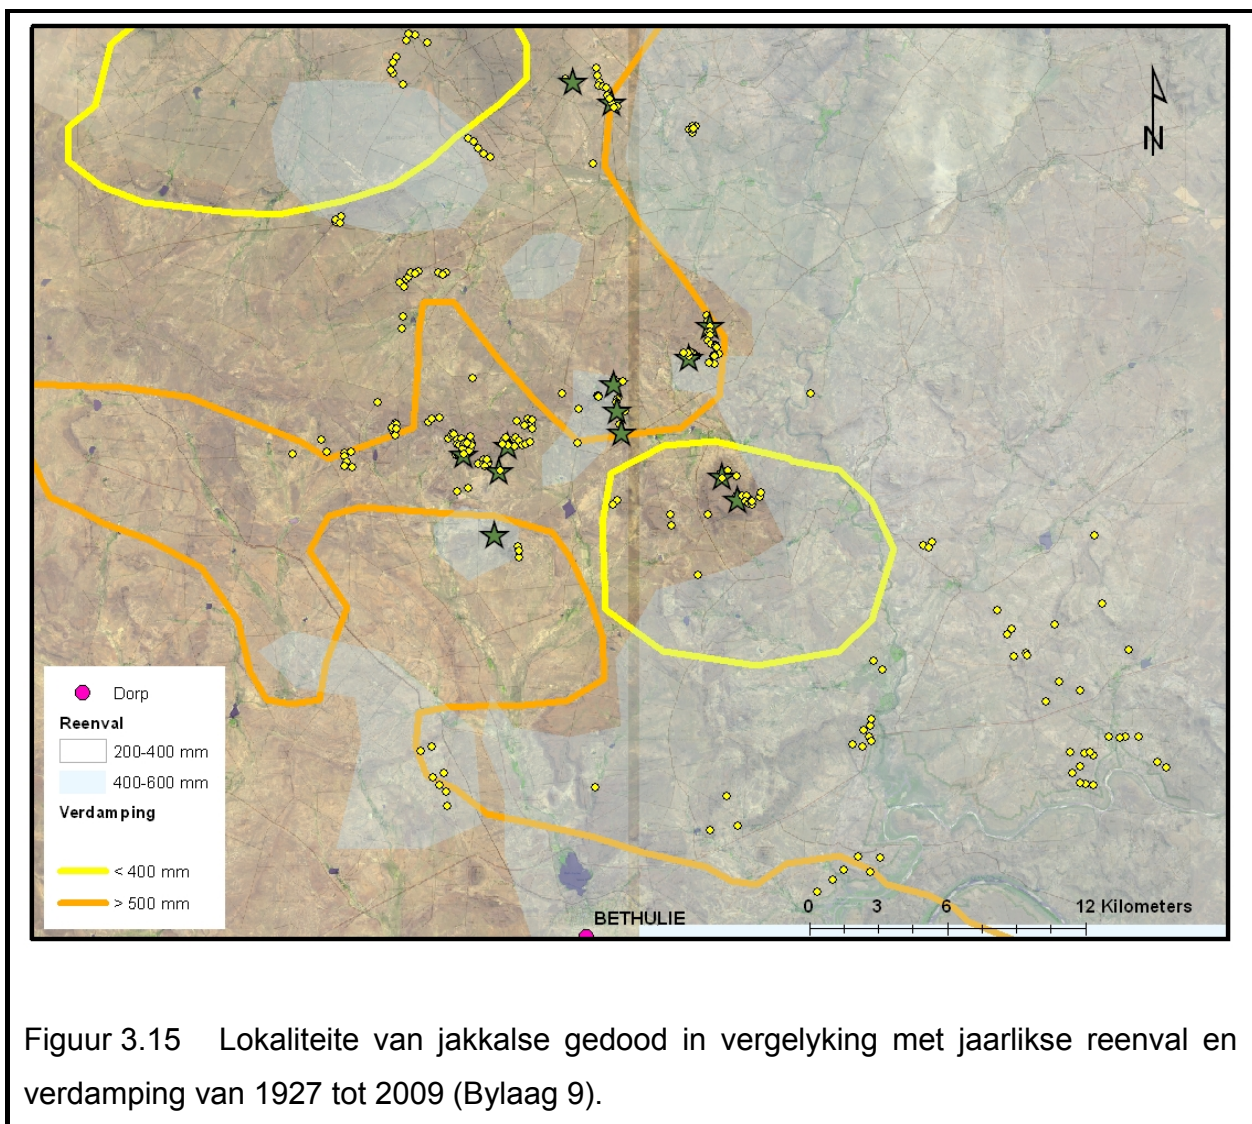 N
Dorp
Reenval
200-400 mm
400-600 mm
Verdamping
< 400 mm
> 500 mm
BETHULIE
0 3 6 12 Kilometers
Figuur 3.15 Lokaliteite van jakkalse gedood in vergelyking met jaarlikse reenval en
verdamping van 1927 tot 2009 (Bylaag 9).